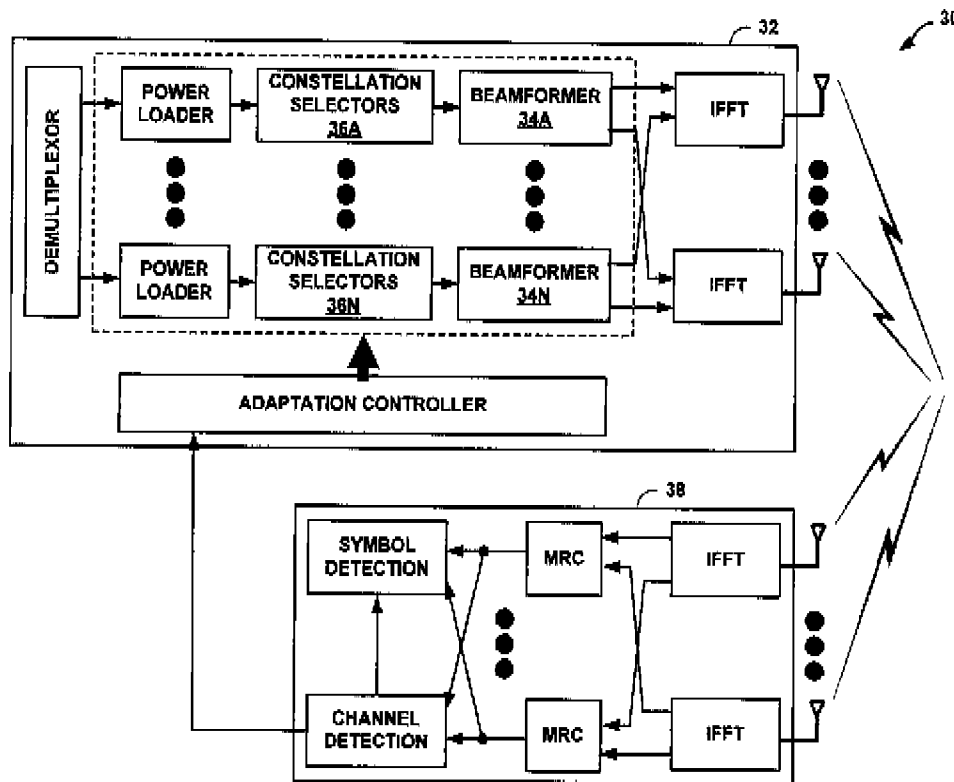 30
32
DEMULTIPLEXOR
POWER
LOADER
CONSTELLATION
SELECTORS
36A
BEAMFORMER
34A
IFFT
POWER
LOADER
CONSTELLATION
SELECTORS
36N
BEAMFORMER
34N
IFFT
ADAPTATION CONTROLLER
38
SYMBOL
DETECTION
MRC
IFFT
CHANNEL
DETECTION
MRC
IFFT